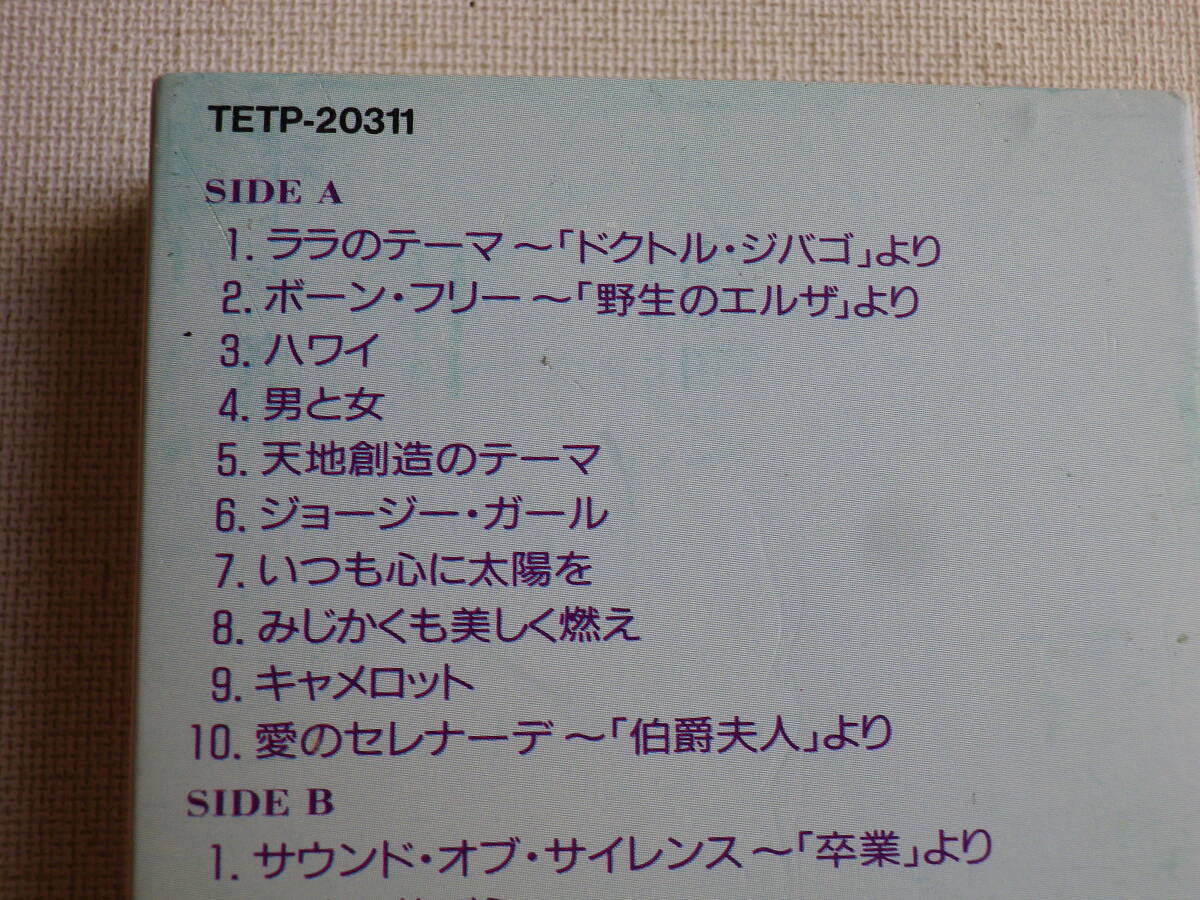 TETP-20311
SIDE A
1. ララのテーマ～「ドクトル・ジバゴ」より
2. ボーン・フリー～「野生のエルザ」より
3. ハワイ
4. 男と女
5. 天地創造のテーマ
6. ジョージー・ガール
7. いつも心に太陽を
8. みじかくも美しく燃え
9. キャメロット
10. 愛のセレナーデ～「伯爵夫人」より
SIDE B
1. サウンド・オブ・サイレンス～「卒業」より